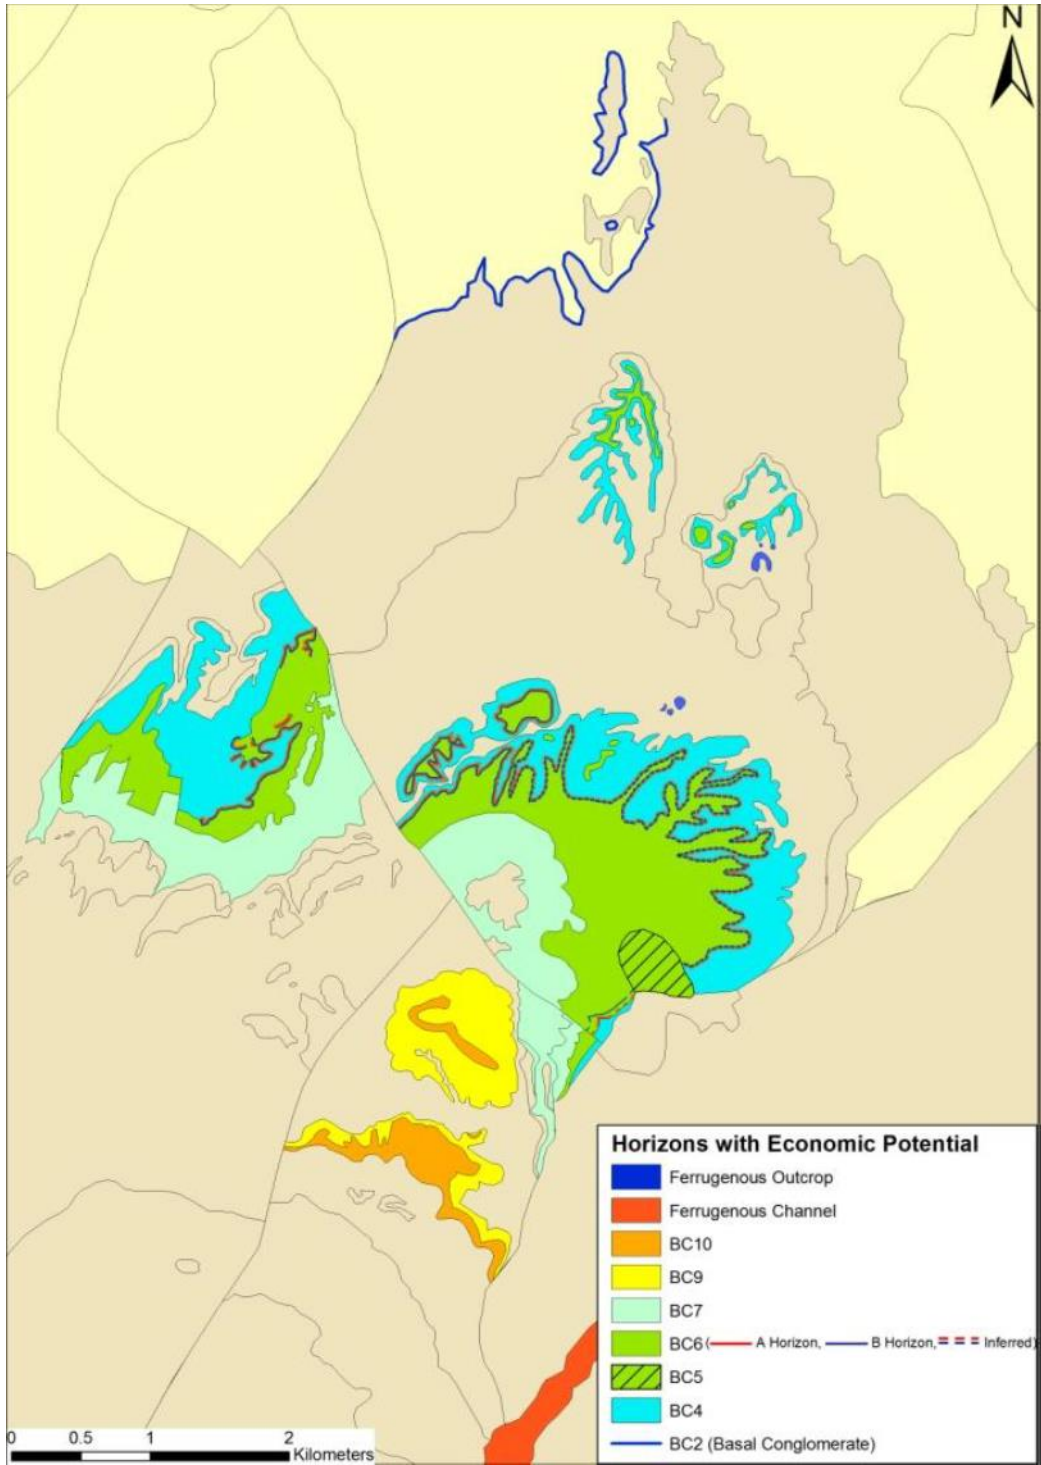 N
Horizons with Economic Potential
Ferrugenous Outcrop
Ferrugenous Channel
BC10
BC9
BC7
BC6 ( A Horizon, B Horizon, Inferred)
BC5
BC4
BC2 (Basal Conglomerate)
0 0.5 1 2
Kilometers